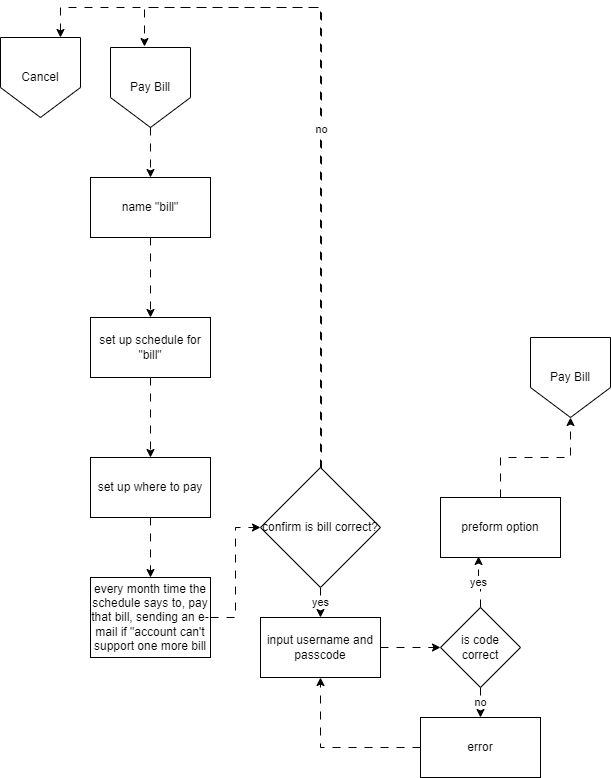 Cancel
Pay Bill
no
name "bill"
set up schedule for
"bill"
Pay Bill
set up where to pay
confirm is bill correct?
preform option
every month time the
schedule says to, pay
that bill, sending an e-
mail if "account can't
support one more bill
yes
yes
input username and
passcode
is code
correct
no
error